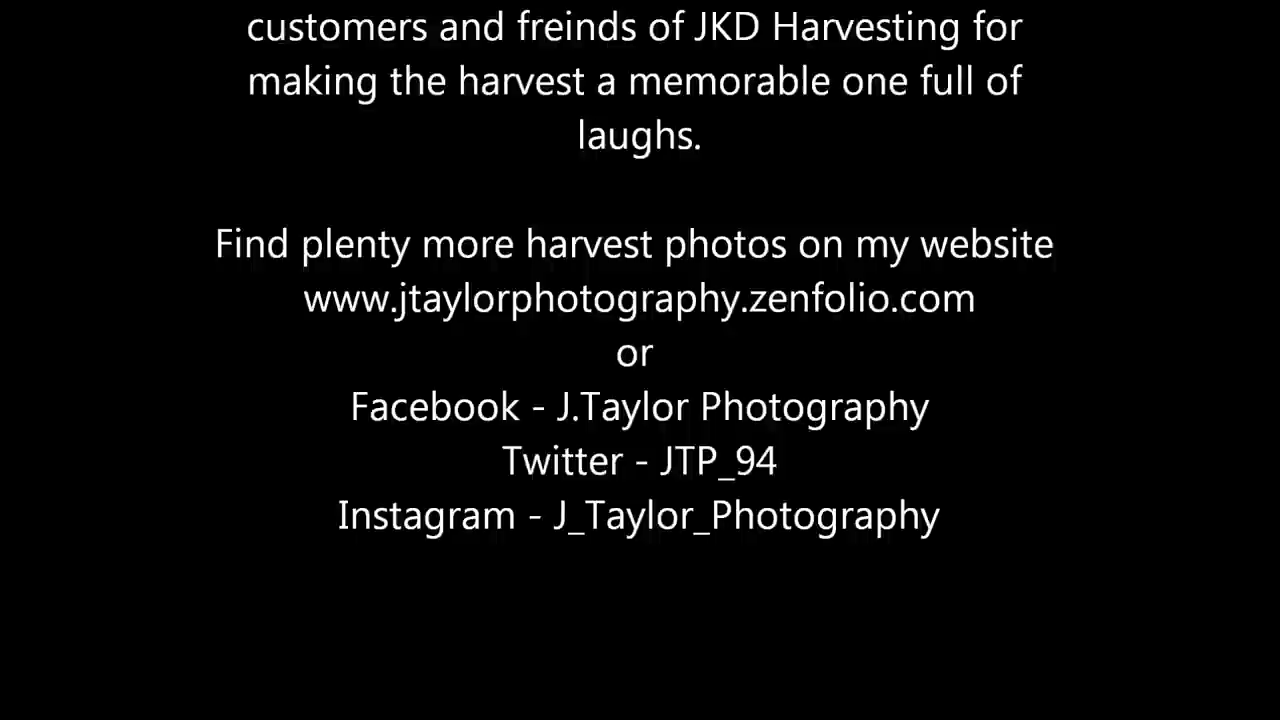 customers and freinds of JKD Harvesting for
making the harvest a memorable one full of
laughs.
Find plenty more harvest photos on my website
www.jtaylorphotography.zenfolio.com
or
Facebook - J.Taylor Photography
Twitter - JTP_94
Instagram - J_Taylor_Photography